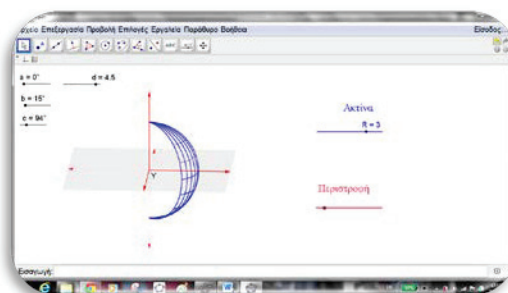 Αρχείο Επεξεργασία Προβολή Επιλογές Εργαλεία Παράθυρο Βοήθεια
Είσοδος...
a = 0°
d = 4.5
b = 15°
c = 94°
Ακτίνα
R = 3
Περιστροφή
Y
Εισαγωγή: